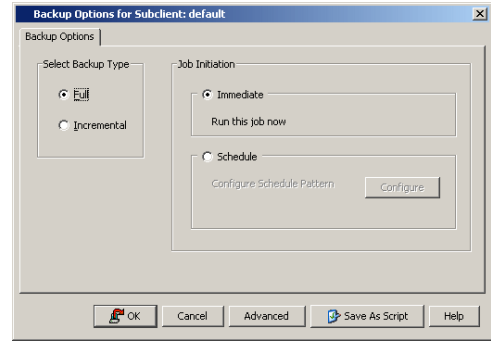 Backup Options for Subclient: default
Backup Options
Select Backup Type
Full
Incremental
Job Initiation
Immediate
Run this job now
Schedule
Configure Schedule Pattern
Configure
OK
Cancel
Advanced
Save As Script
Help